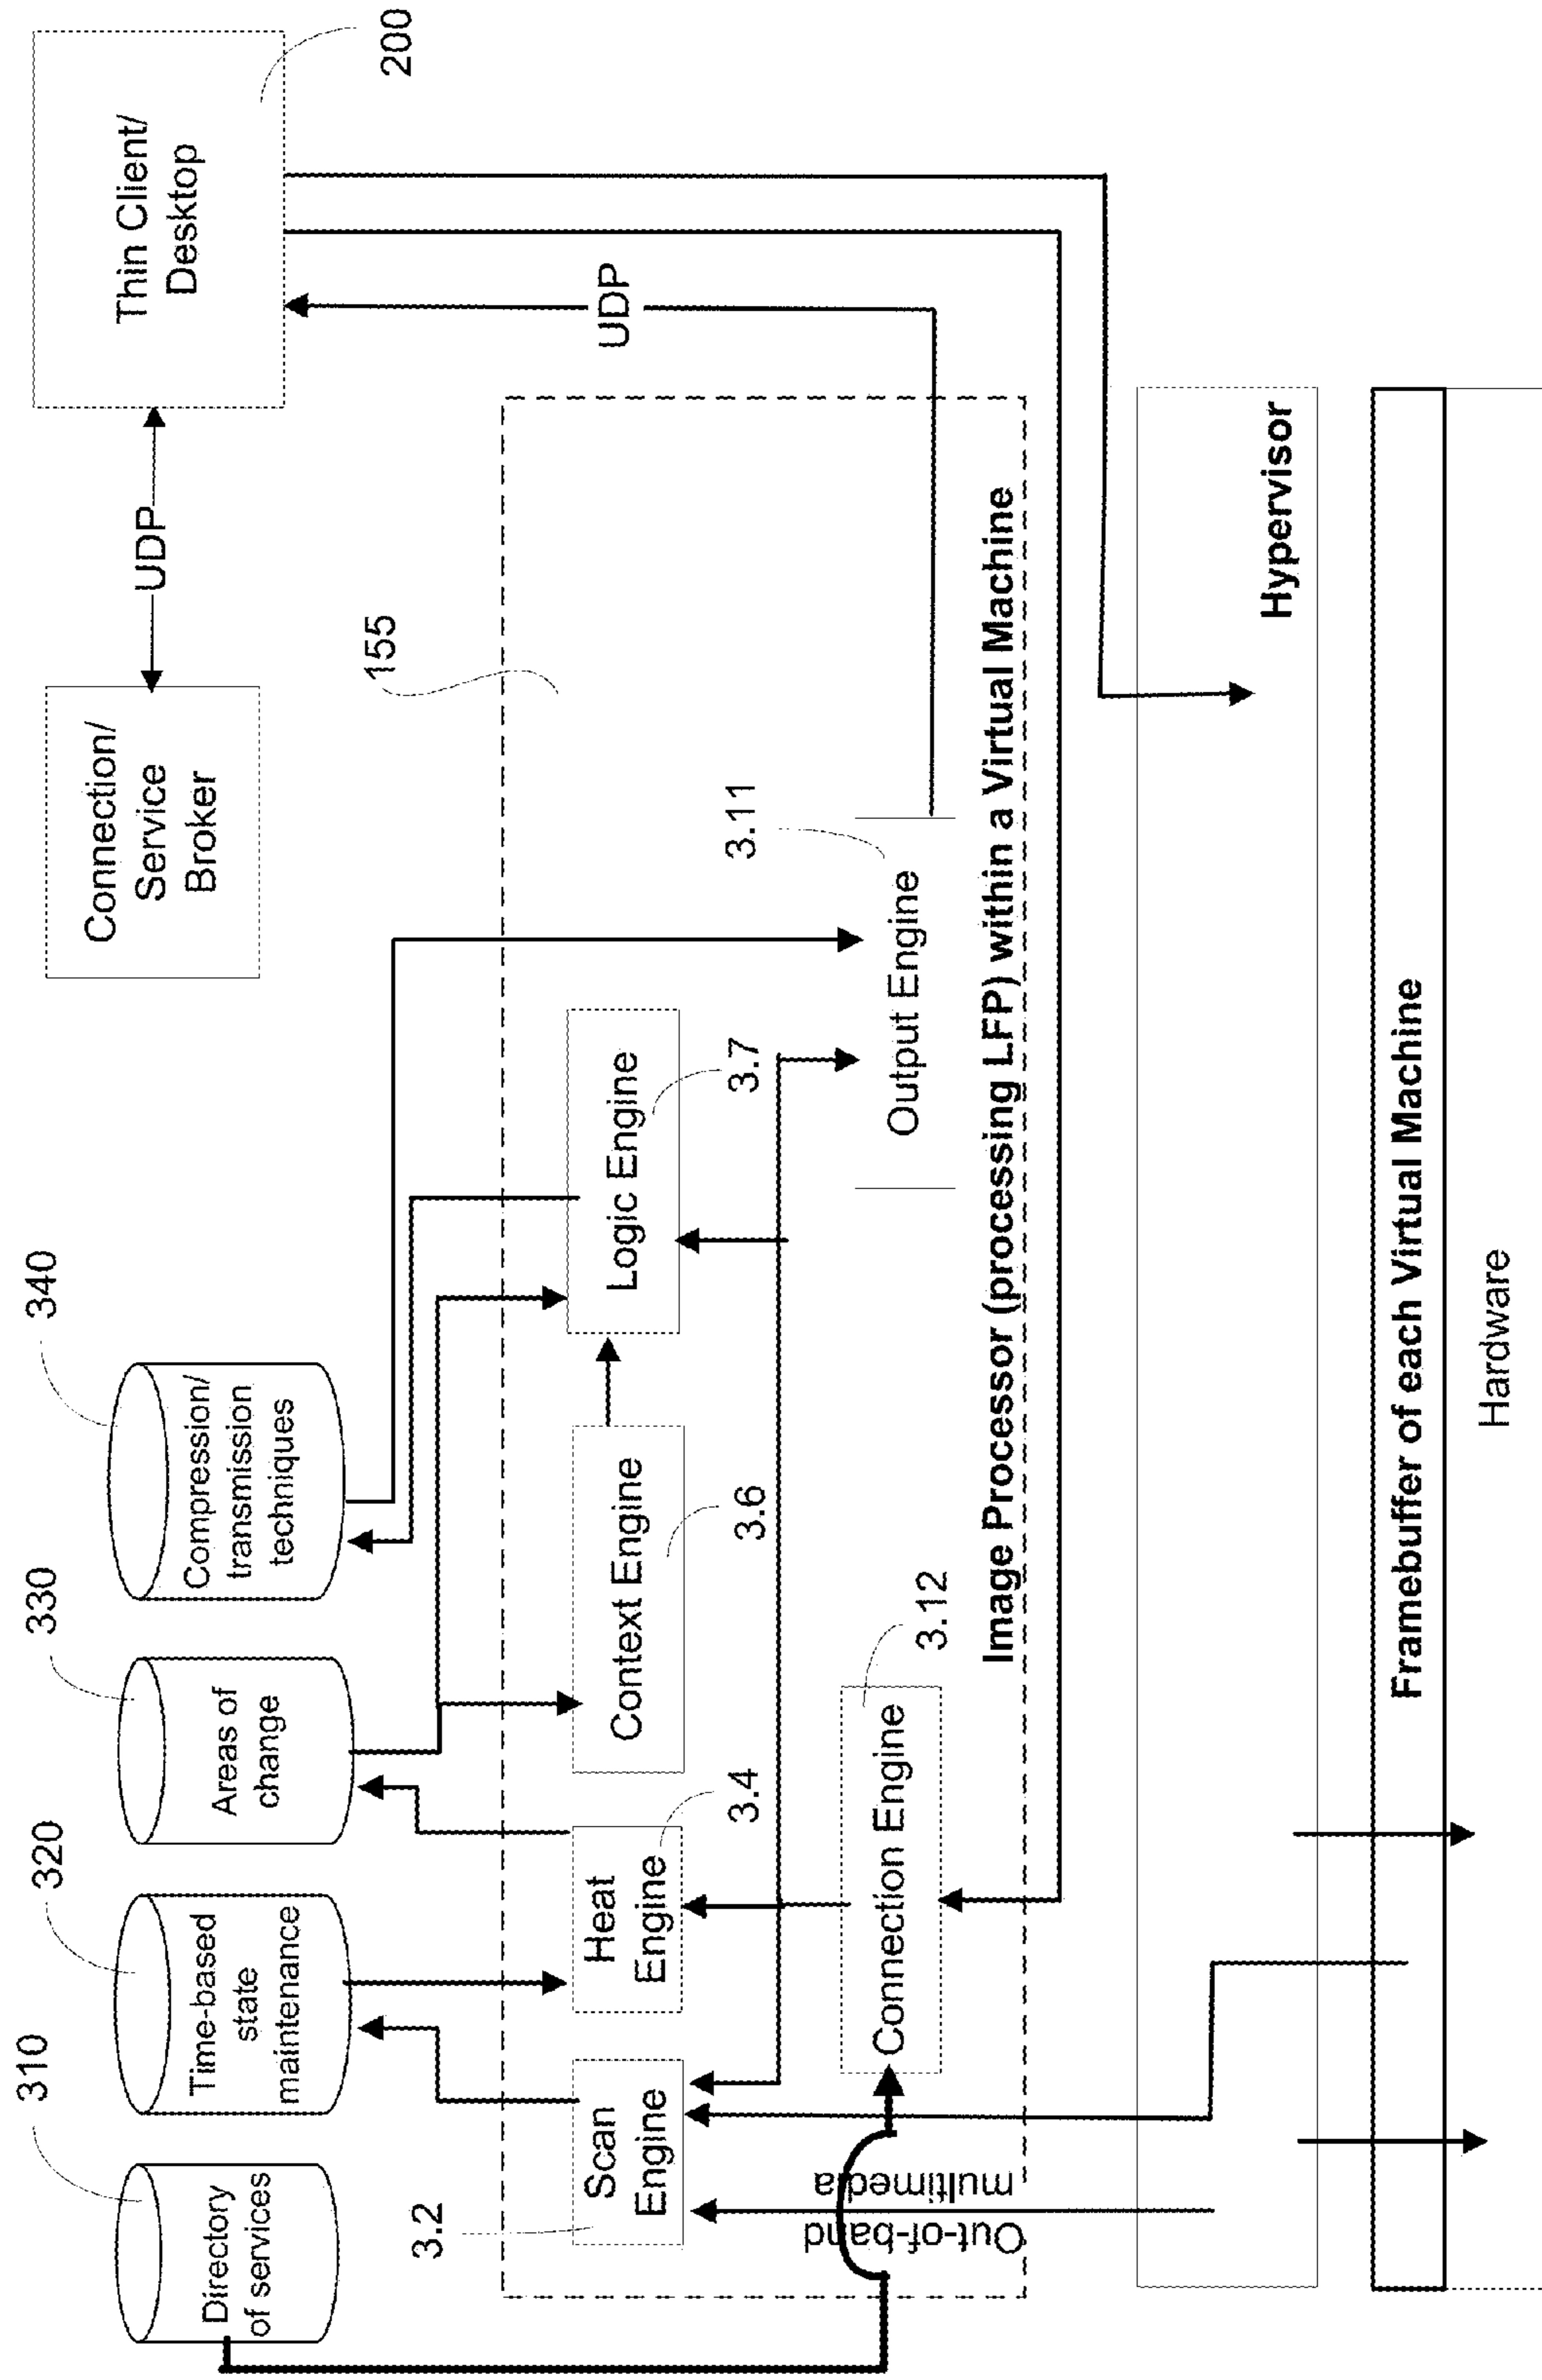 310
320
330
340
Directory
of services
Time-based
state
maintenance
Areas of
change
Compression/
transmission
techniques
Connection/
Service
Broker
UDP
Thin Client/
Desktop
200
155
3.2
Scan
Engine
Heat
Engine
3.4
Context Engine
3.6
Logic Engine
3.7
UDP
Out-of-band
multimedia
Connection Engine
3.12
Output Engine
3.11
Image Processor (processing LFP) within a Virtual Machine
Hypervisor
Framebuffer of each Virtual Machine
Hardware